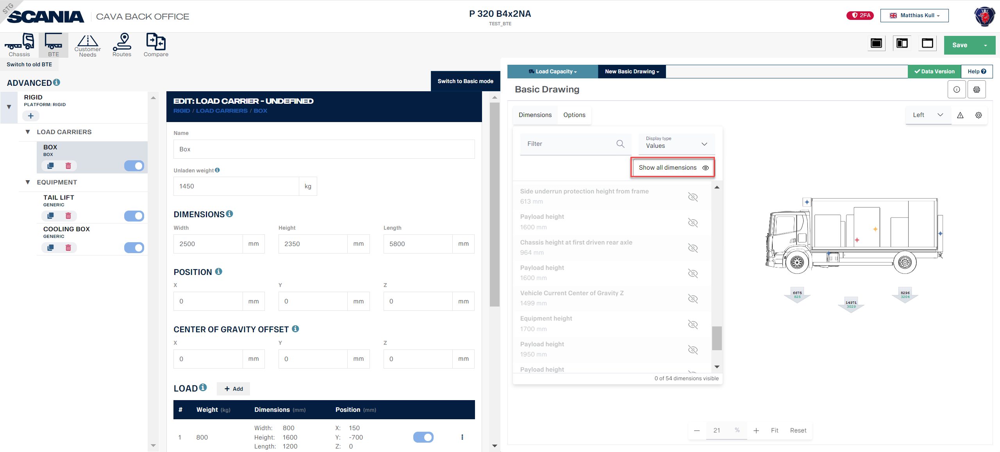 STG
SCANIA
CAVA BACK OFFICE
P 320 B4x2NA
TEST_BTE
2FA
Matthias Kull
Chassis
BTE
Customer
Needs
Routes
Compare
Save
Switch to old BTE
ADVANCED
Switch to Basic mode
RIGID
PLATFORM: RIGID
LOAD CARRIERS
BOX
BOX
EQUIPMENT
TAIL LIFT
GENERIC
COOLING BOX
GENERIC
EDIT: LOAD CARRIER - UNDEFINED
RIGID / LOAD CARRIERS / BOX
Name
Box
Unladen weight
1450 kg
DIMENSIONS
Width Height Length
2500 mm 2350 mm 5800 mm
POSITION
X Y Z
0 mm 0 mm 0 mm
CENTER OF GRAVITY OFFSET
X Y Z
0 mm 0 mm 0 mm
LOAD
+ Add
# Weight (kg) Dimensions (mm) Position (mm)
Width: 800 X: 150
1 800 Height: 1600 Y: -700
Length: 1200 Z: 0
Load Capacity
New Basic Drawing
Data Version
Help
Basic Drawing
Dimensions Options
Left
Filter
Display type
Values
Show all dimensions
Side underrun protection height from frame
613 mm
Payload height
1600 mm
Chassis height at first driven rear axle
964 mm
Payload height
1600 mm
Vehicle Current Center of Gravity Z
1499 mm
Equipment height
1700 mm
Payload height
1950 mm
Payload height
0 of 54 dimensions visible
6675
825
14971
3029
8296
3204
21 %
Fit
Reset